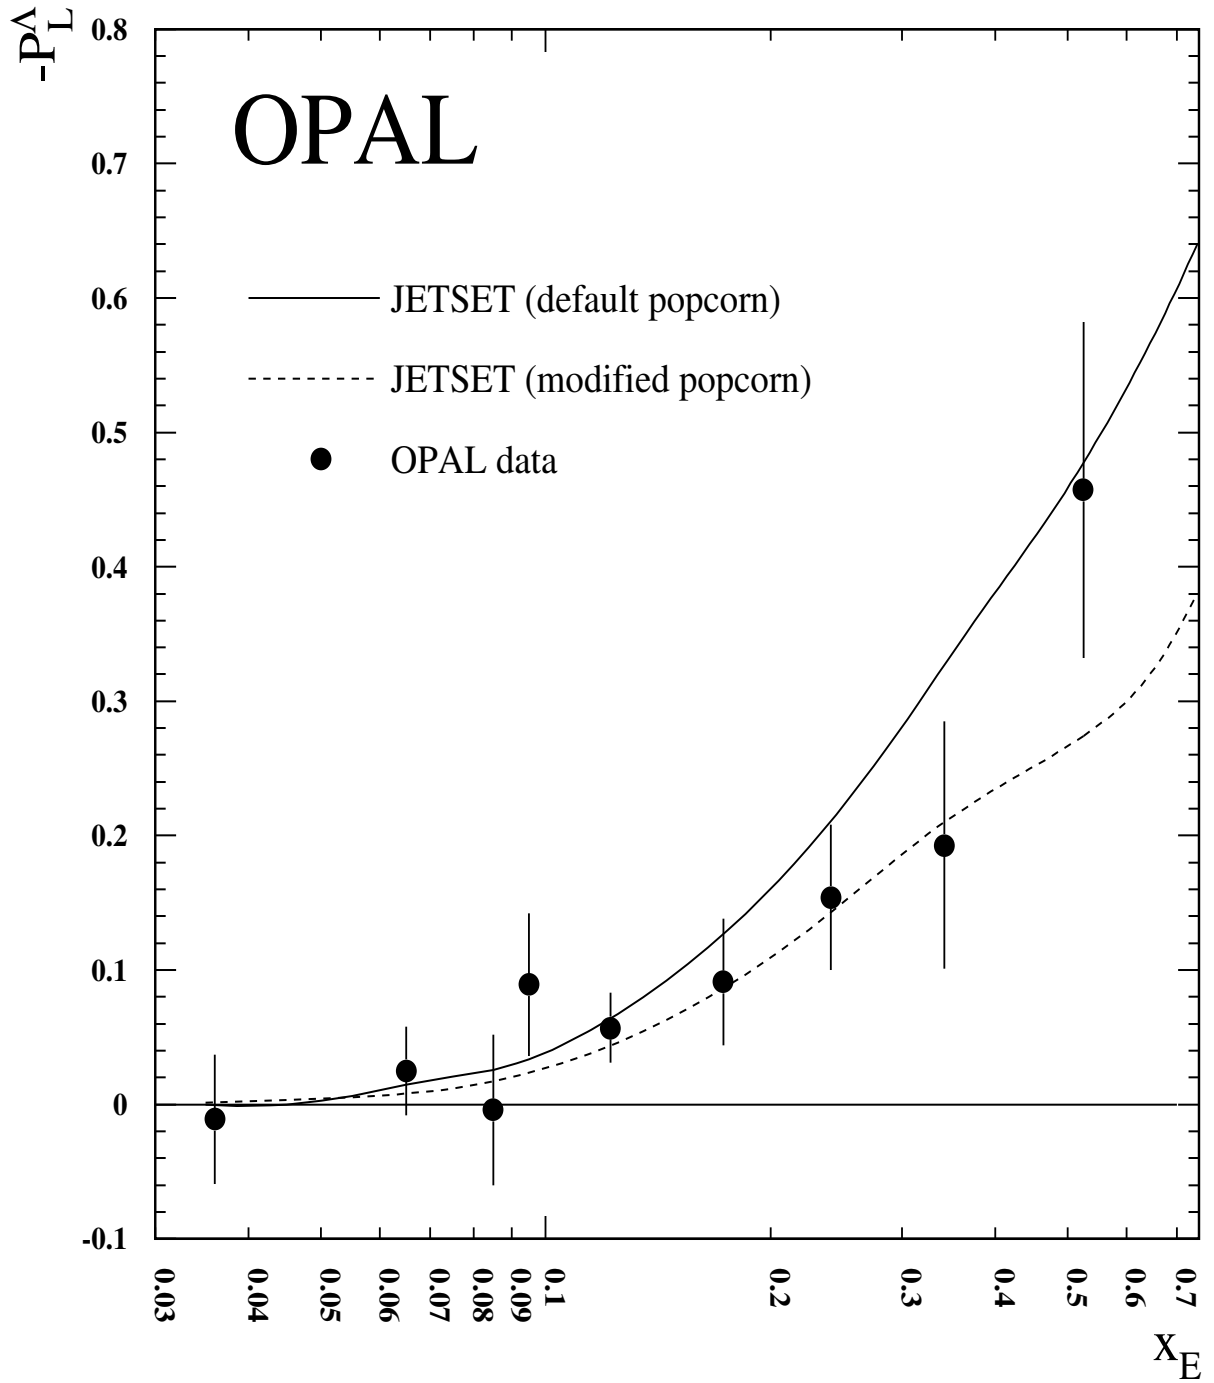 -P_L^Λ
0.8
OPAL
0.7
0.6
JETSET (default popcorn)
JETSET (modified popcorn)
0.5
OPAL data
0.4
0.3
0.2
0.1
0
-0.1
0.03 0.04 0.05 0.06 0.07 0.08 0.09 0.1 0.2 0.3 0.4 0.5 0.6 0.7
x_E